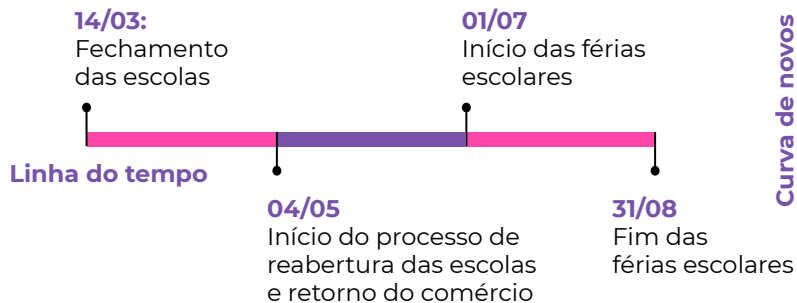 14/03:
Fechamento
das escolas
01/07
Início das férias
escolares
Linha do tempo
04/05
Início do processo de
reabertura das escolas
e retorno do comércio
31/08
Fim das
férias escolares
Curva de novos